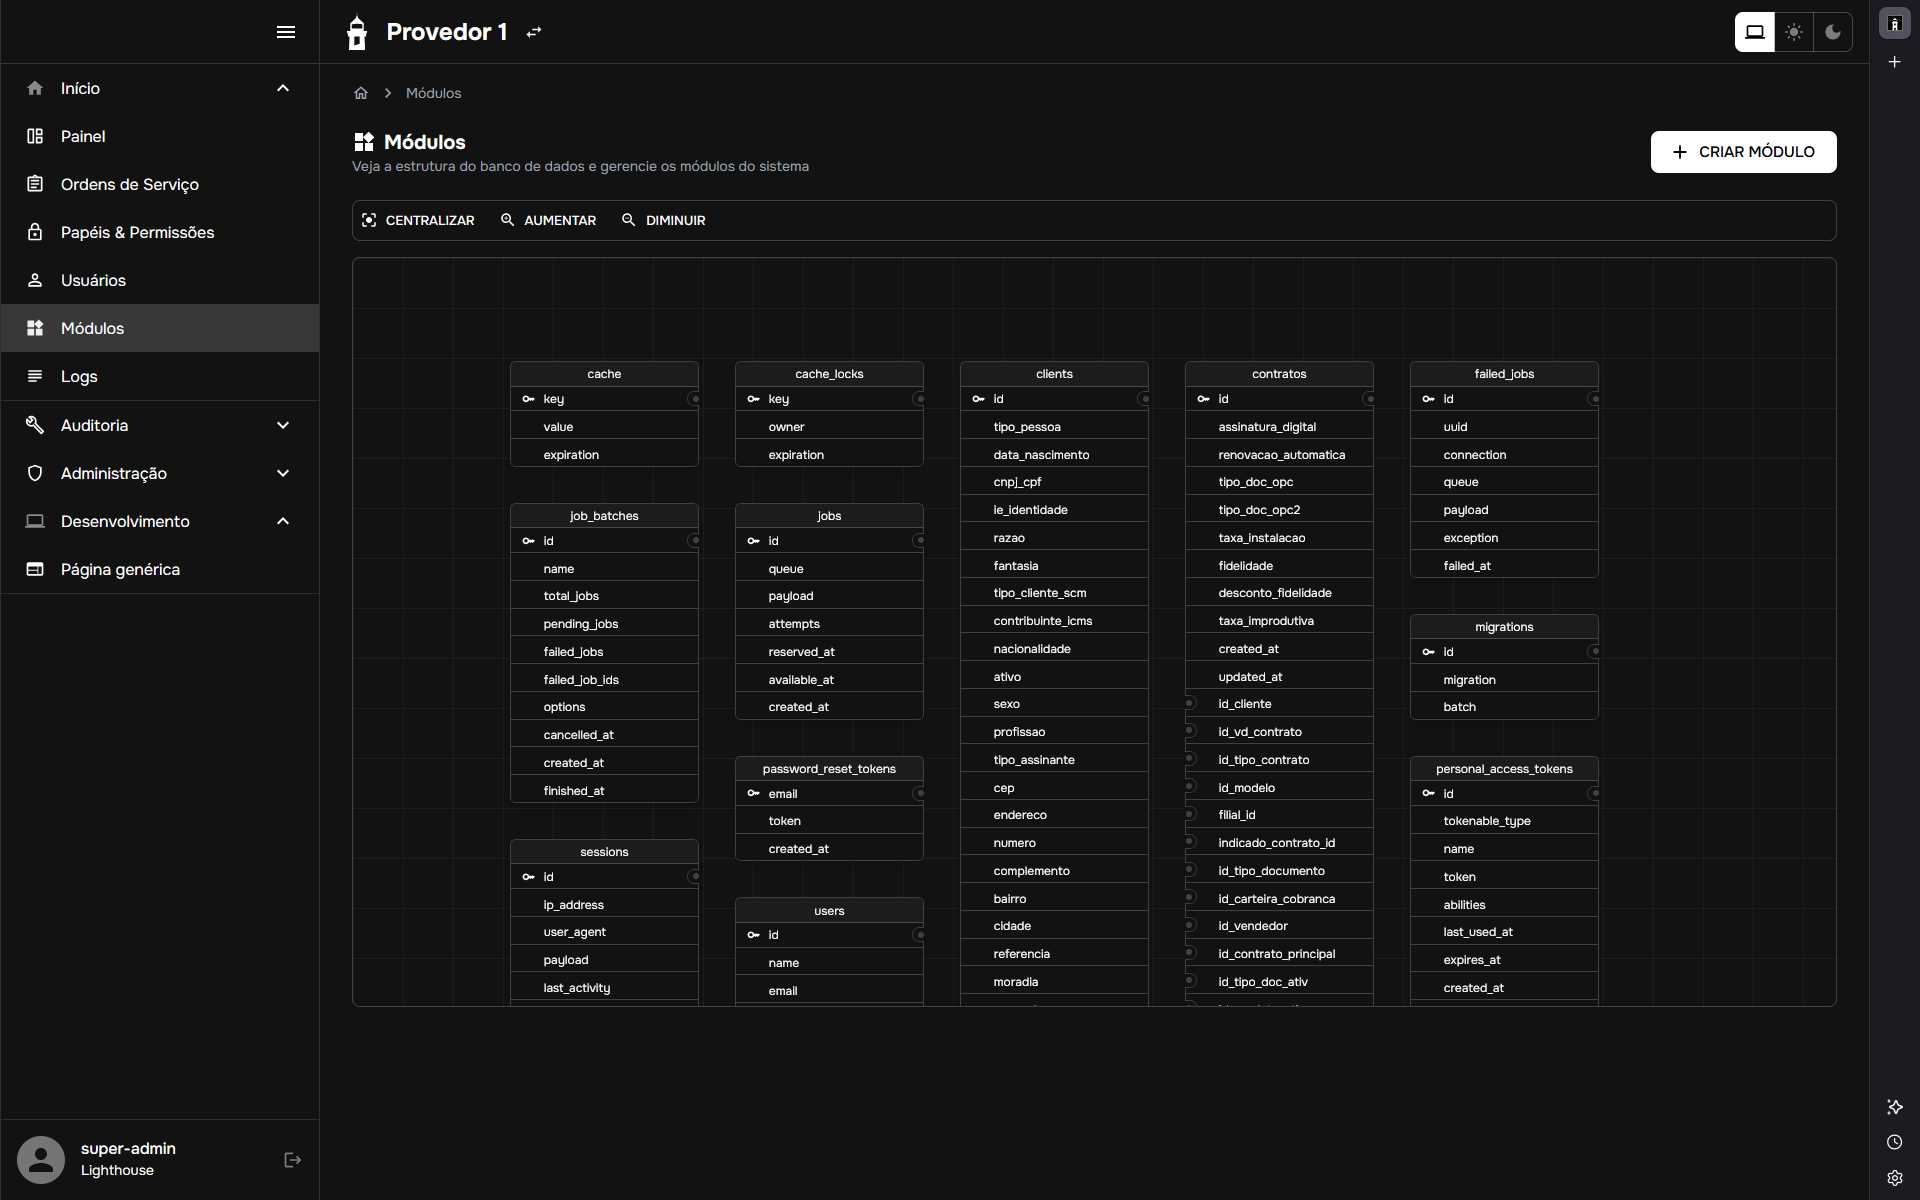 Provedor 1
Início
Painel
Ordens de Serviço
Papéis & Permissões
Usuários
Módulos
Logs
Auditoria
Administração
Desenvolvimento
Página genérica
super-admin
Lighthouse
Módulos
Módulos
Veja a estrutura do banco de dados e gerencie os módulos do sistema
CRIAR MÓDULO
CENTRALIZAR
AUMENTAR
DIMINUIR
cache
key
value
expiration
job_batches
id
name
total_jobs
pending_jobs
failed_jobs
failed_job_ids
options
cancelled_at
created_at
finished_at
sessions
id
ip_address
user_agent
payload
last_activity
cache_locks
key
owner
expiration
jobs
id
queue
payload
attempts
reserved_at
available_at
created_at
password_reset_tokens
email
token
created_at
users
id
name
email
clients
id
tipo_pessoa
data_nascimento
cnpj_cpf
ie_identidade
razao
fantasia
tipo_cliente_scm
contribuinte_icms
nacionalidade
ativo
sexo
profissao
tipo_assinante
cep
endereco
numero
complemento
bairro
cidade
referencia
moradia
contratos
id
assinatura_digital
renovacao_automatica
tipo_doc_opc
tipo_doc_opc2
taxa_instalacao
fidelidade
desconto_fidelidade
taxa_improdutiva
created_at
updated_at
id_cliente
id_vd_contrato
id_tipo_contrato
id_modelo
filial_id
indicado_contrato_id
id_tipo_documento
id_carteira_cobranca
id_vendedor
id_contrato_principal
id_tipo_doc_ativ
failed_jobs
id
uuid
connection
queue
payload
exception
failed_at
migrations
id
migration
batch
personal_access_tokens
id
tokenable_type
name
token
abilities
last_used_at
expires_at
created_at